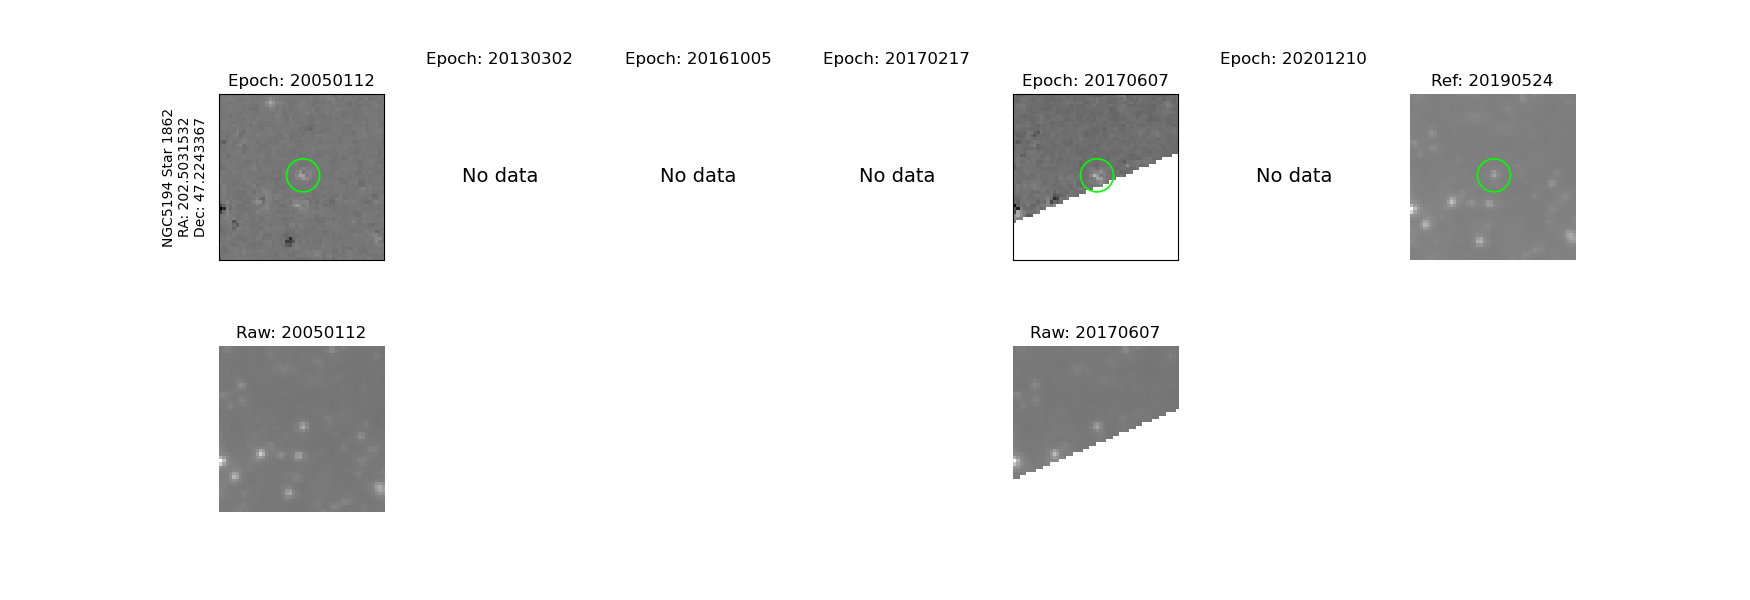 Epoch: 20050112
Epoch: 20130302
Epoch: 20161005
Epoch: 20170217
Epoch: 20170607
Epoch: 20201210
Ref: 20190524
NGC5194 Star 1862
RA: 202.5031532
Dec: 47.2243367
No data
No data
No data
No data
Raw: 20050112
Raw: 20170607